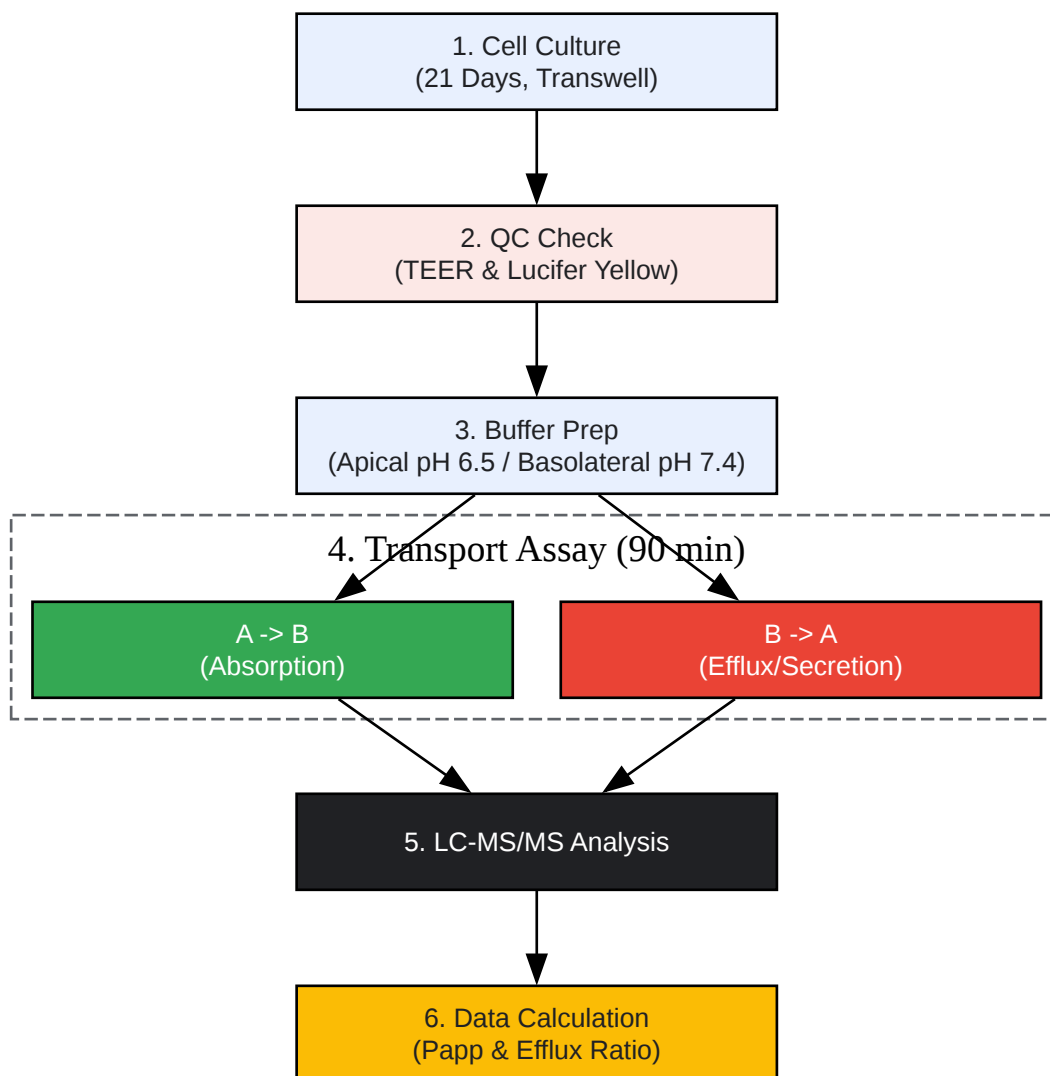 1. Cell Culture
(21 Days, Transwell)
2. QC Check
(TEER & Lucifer Yellow)
3. Buffer Prep
(Apical pH 6.5 / Basolateral pH 7.4)
4. Transport Assay (90 min)
A -> B
(Absorption)
B -> A
(Efflux/Secretion)
5. LC-MS/MS Analysis
6. Data Calculation
(Papp & Efflux Ratio)